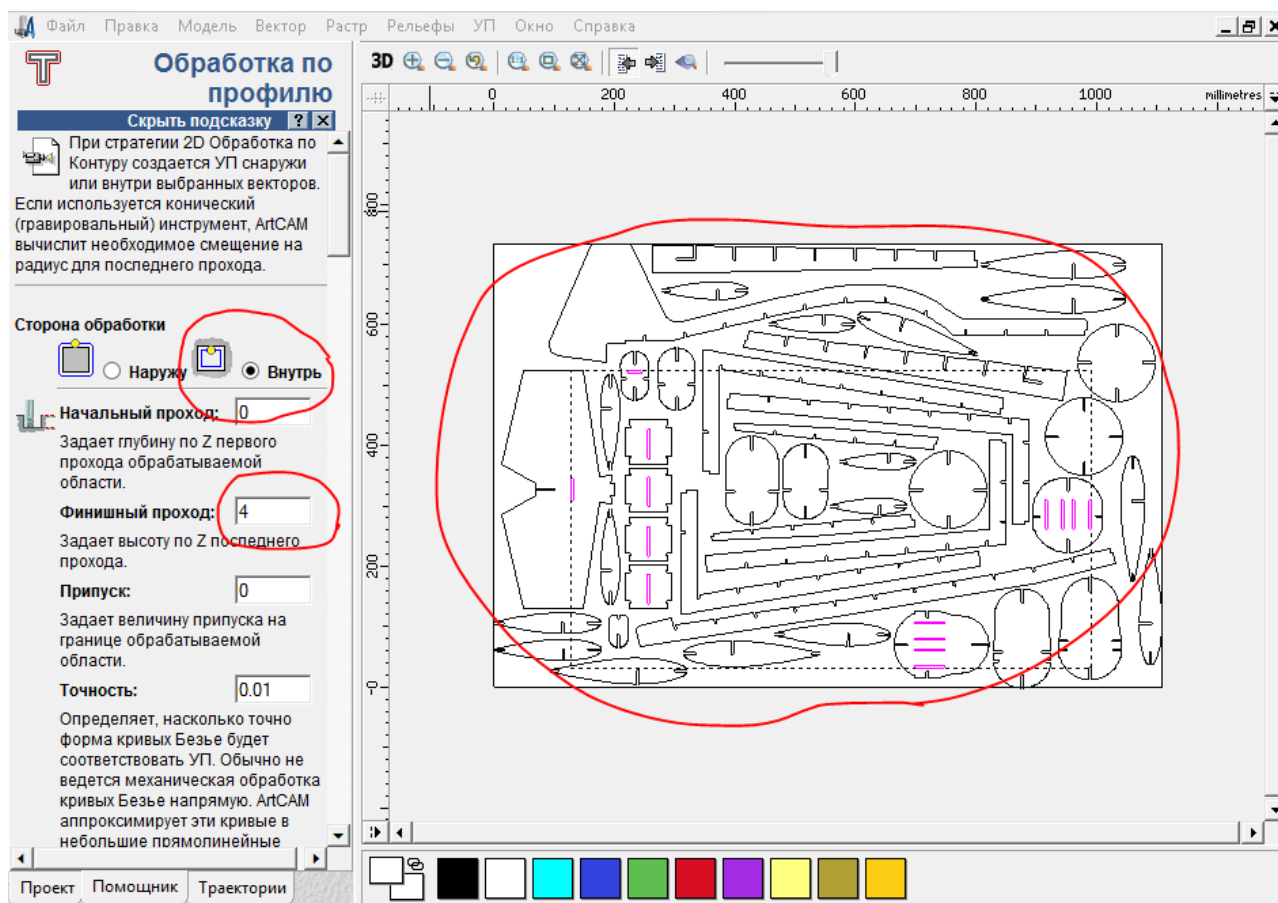 Файл Правка Модель Вектор Растр Рельефы УП Окно Справка
Обработка по
профилю
Скрыть подсказку ? X
При стратегии 2D Обработка по
Контуру создается УП снаружи
или внутри выбранных векторов.
Если используется конический
(гравировальный) инструмент, ArtCAM
вычислит необходимое смещение на
радиус для последнего прохода.
Сторона обработки
Наружу Внутрь
Начальный проход: 0
Задает глубину по Z первого
прохода обрабатываемой
области.
Финишный проход: 4
Задает высоту по Z последнего
прохода.
Припуск: 0
Задает величину припуска на
границе обрабатываемой
области.
Точность: 0.01
Определяет, насколько точно
форма кривых Безье будет
соответствовать УП. Обычно не
ведется механическая обработка
кривых Безье напрямую. ArtCAM
аппроксимирует эти кривые в
небольшие прямолинейные
Проект Помощник Траектории
3D
0 200 400 600 800 1000 millimetres
800
600
400
200
-0